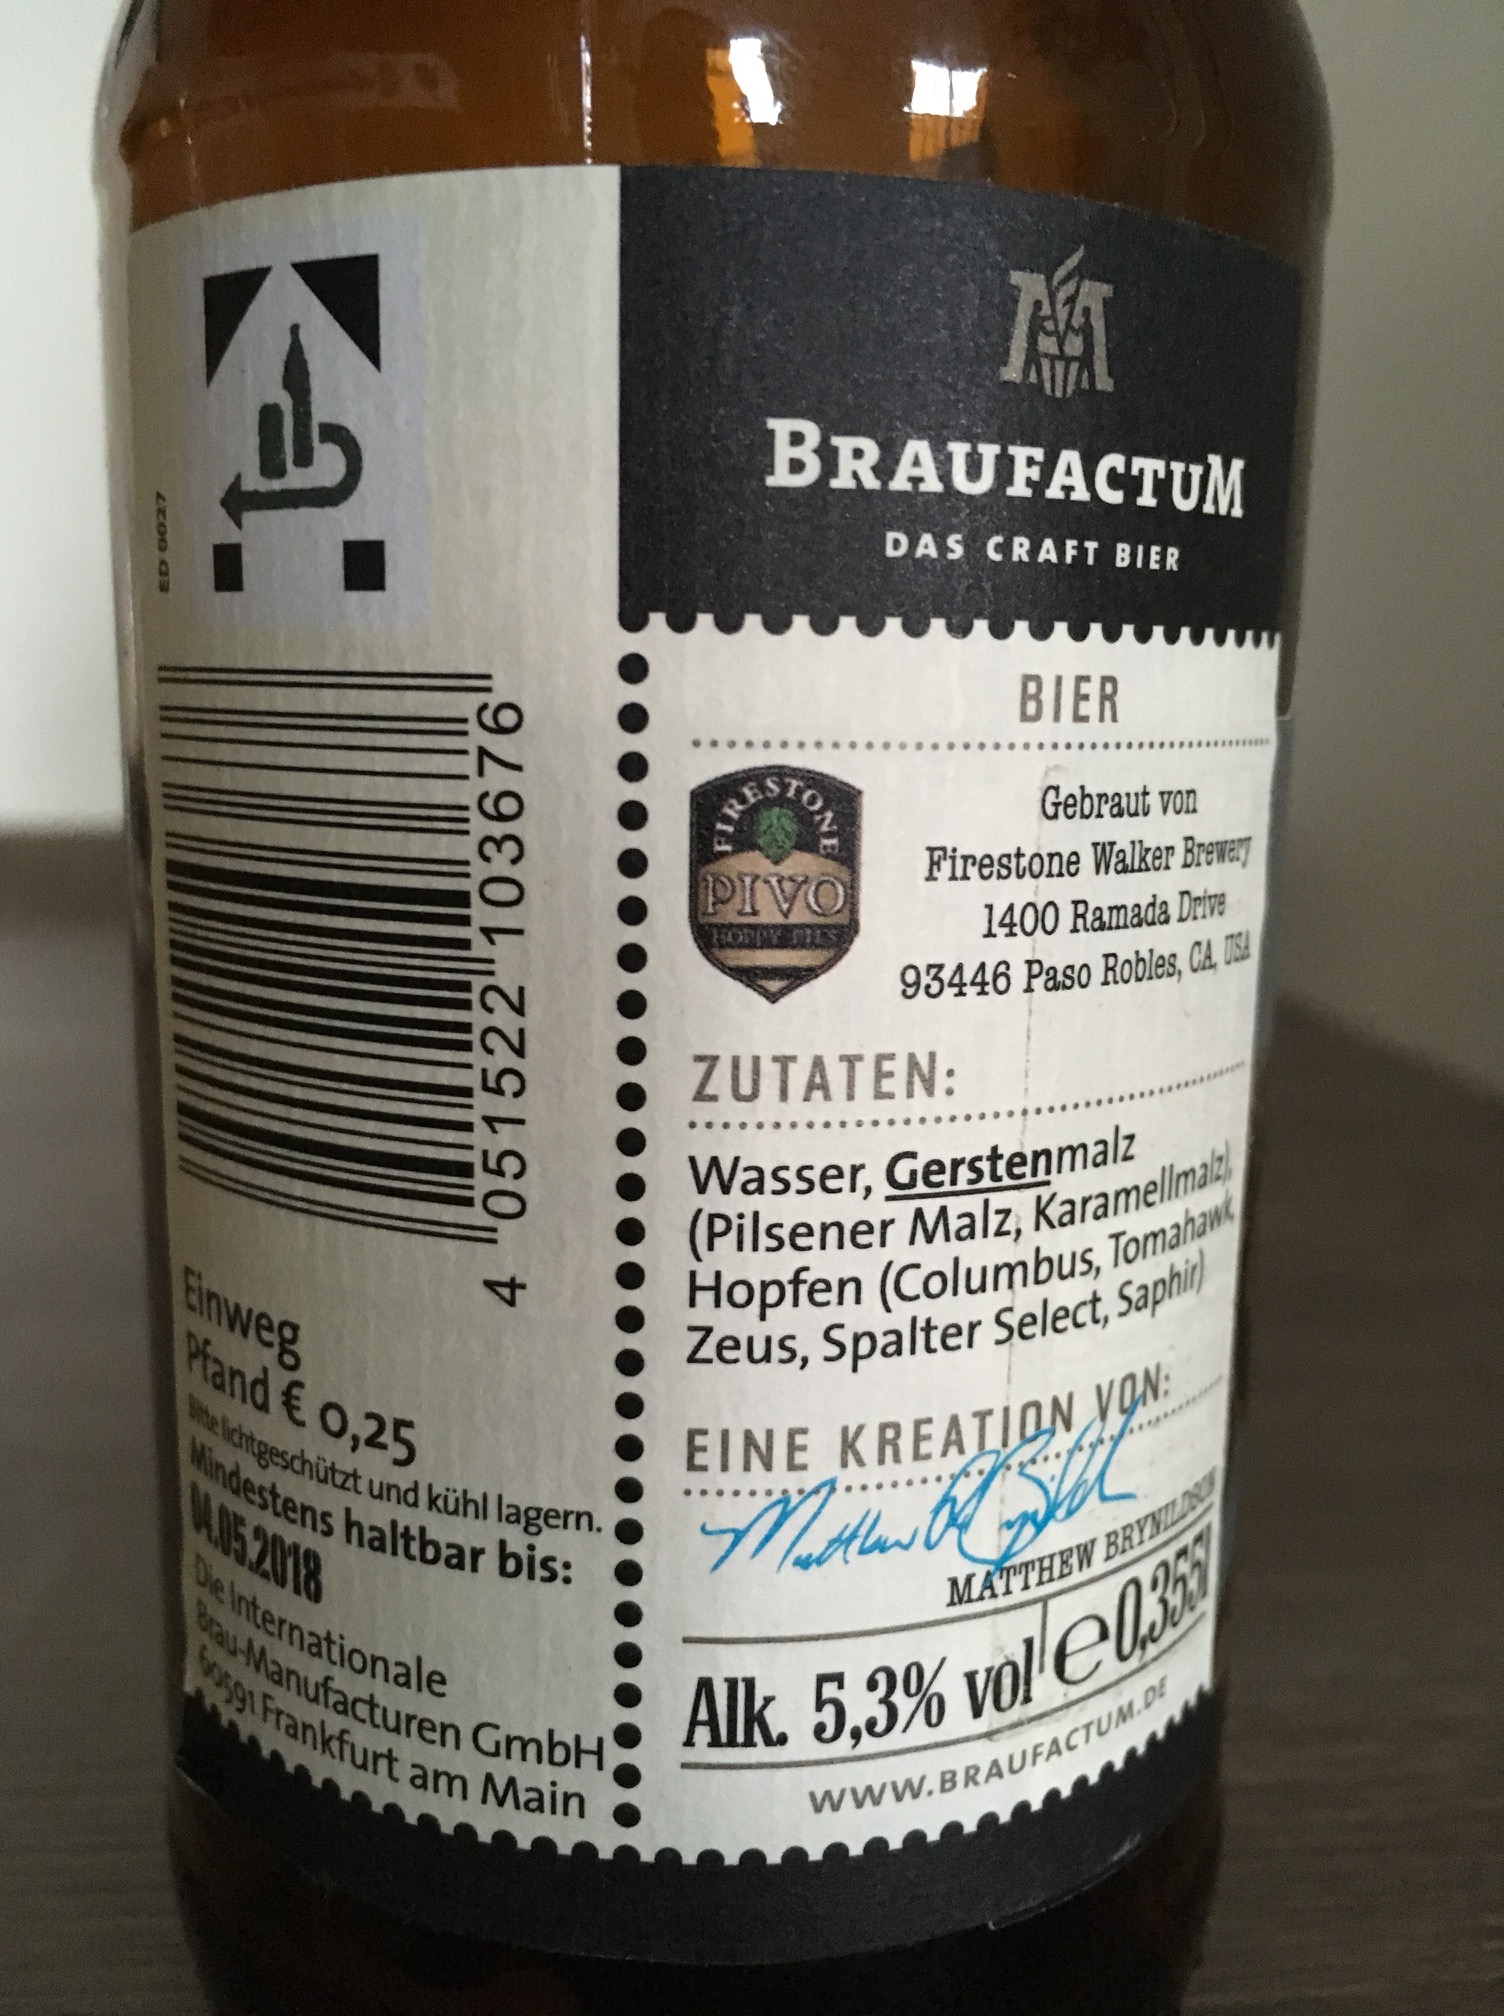 ED 0027
4 051522 103676
Einweg
Pfand € 0,25
Bitte lichtgeschützt und kühl lagern.
Mindestens haltbar bis:
04.05.2018
Die Internationale
Brau-Manufacturen GmbH
60591 Frankfurt am Main
BRAUFACTUM
DAS CRAFT BIER
BIER
FIRESTONE
PIVO
HOPPY PILS
Gebraut von
Firestone Walker Brewery
1400 Ramada Drive
93446 Paso Robles, CA, USA
ZUTATEN:
Wasser, Gerstenmalz
(Pilsener Malz, Karamellmalz),
Hopfen (Columbus, Tomahawk,
Zeus, Spalter Select, Saphir)
EINE KREATION VON:
MATTHEW BRYNILDSON
Alk. 5,3% vol e 0,355l
WWW.BRAUFACTUM.DE